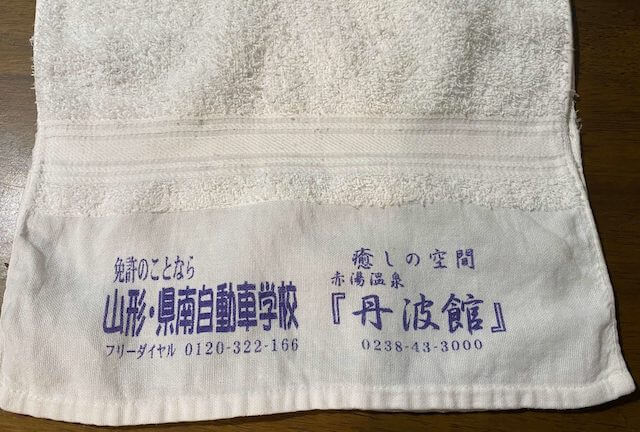 免許のことなら
山形・県南自動車学校
フリーダイヤル 0120-322-166
癒しの空間
赤湯温泉
『丹波館』
0238-43-3000